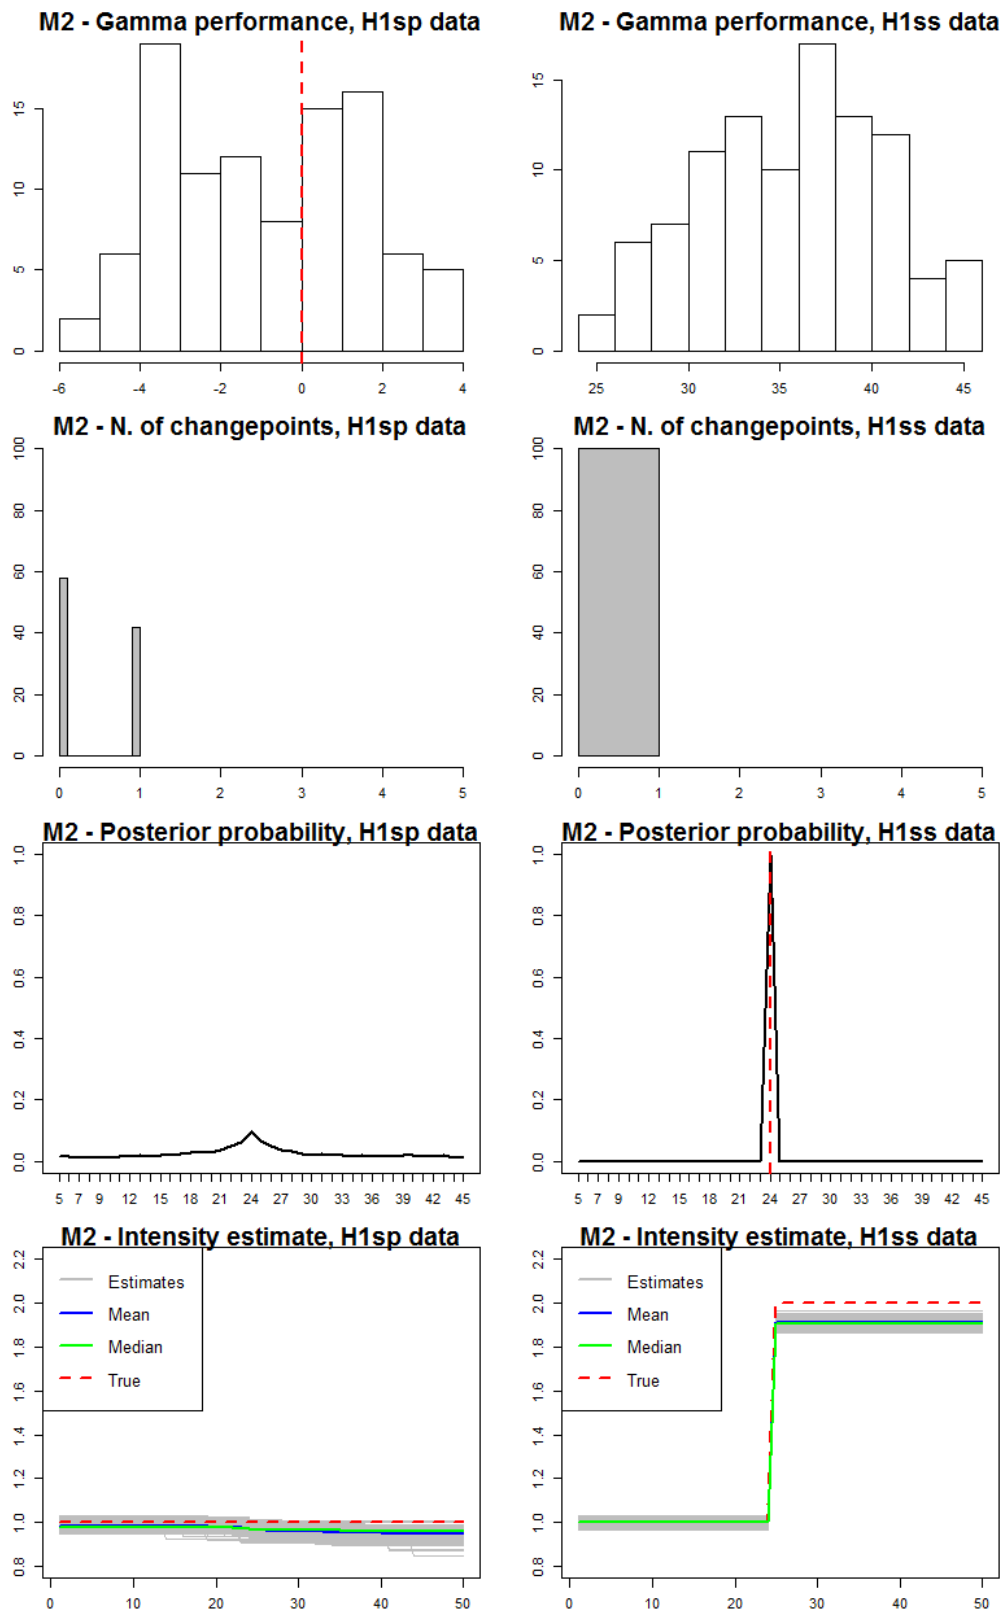 M2 - Gamma performance, H1sp data
15
10
5
0
-6 -4 -2 0 2 4
M2 - Gamma performance, H1ss data
15
10
5
0
25 30 35 40 45
M2 - N. of changepoints, H1sp data
100
80
60
40
20
0
0 1 2 3 4 5
M2 - N. of changepoints, H1ss data
100
80
60
40
20
0
0 1 2 3 4 5
M2 - Posterior probability, H1sp data
1.0
0.8
0.6
0.4
0.2
0.0
5 7 9 12 15 18 21 24 27 30 33 36 39 42 45
M2 - Posterior probability, H1ss data
1.0
0.8
0.6
0.4
0.2
0.0
5 7 9 12 15 18 21 24 27 30 33 36 39 42 45
M2 - Intensity estimate, H1sp data
2.2
2.0
1.8
1.6
1.4
1.2
1.0
0.8
Estimates
Mean
Median
True
0 10 20 30 40 50
M2 - Intensity estimate, H1ss data
2.2
2.0
1.8
1.6
1.4
1.2
1.0
0.8
Estimates
Mean
Median
True
0 10 20 30 40 50